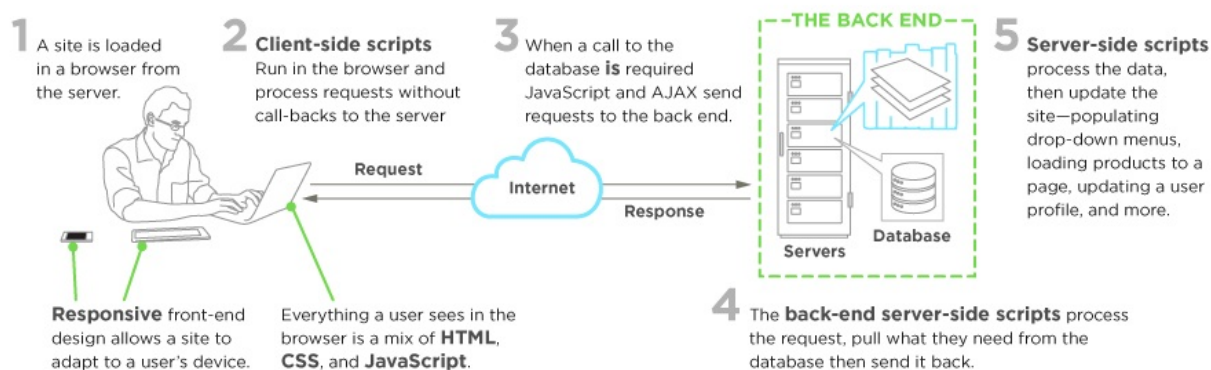 1 A site is loaded
in a browser from
the server.
2 Client-side scripts
Run in the browser and
process requests without
call-backs to the server
3 When a call to the
database is required
JavaScript and AJAX send
requests to the back end.
THE BACK END
5 Server-side scripts
process the data,
then update the
site—populating
drop-down menus,
loading products to a
page, updating a user
profile, and more.
Request
Internet
Response
Servers
Database
Responsive front-end
design allows a site to
adapt to a user's device.
Everything a user sees in the
browser is a mix of HTML,
CSS, and JavaScript.
4 The back-end server-side scripts process
the request, pull what they need from the
database then send it back.